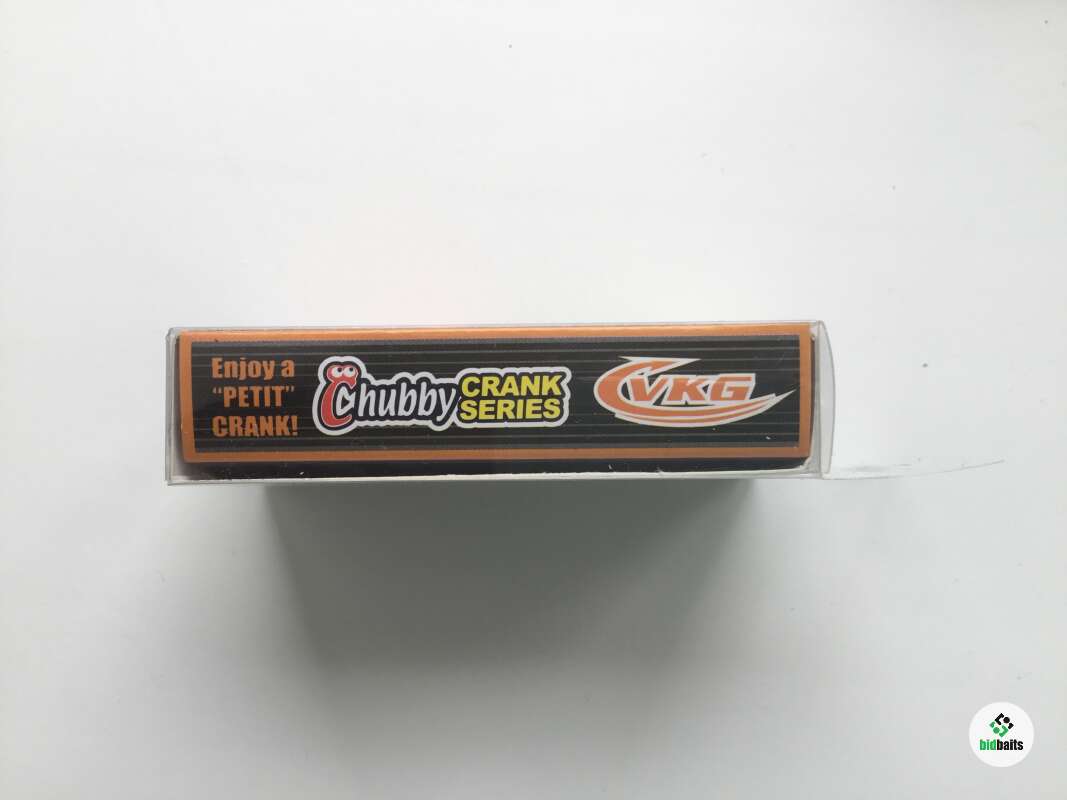 Enjoy a
“PETIT”
CRANK!
Chubby
CRANK
SERIES
VKG
bidbaits